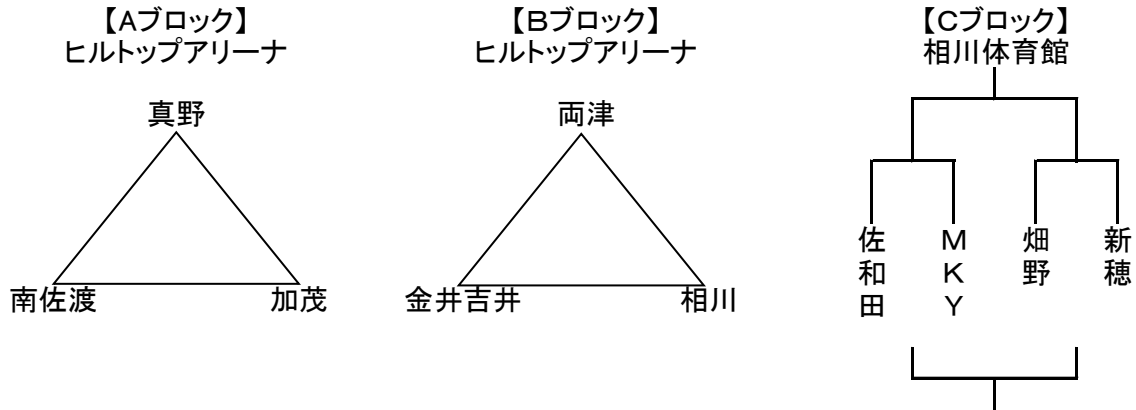 【Aブロック】
ヒルトップアリーナ
真野
南佐渡
加茂
【Bブロック】
ヒルトップアリーナ
両津
金井吉井
相川
【Cブロック】
相川体育館
佐和田
MKY
畑野
新穂